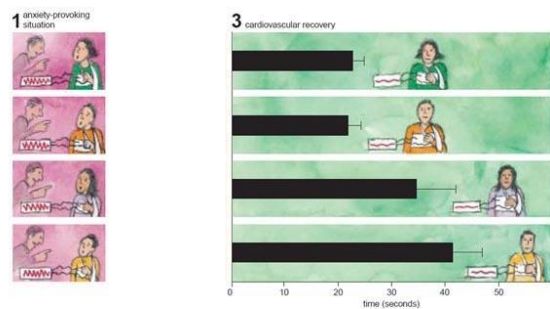 1 anxiety-provoking
situation
3 cardiovascular recovery
0 10 20 30 40 50
time (seconds)